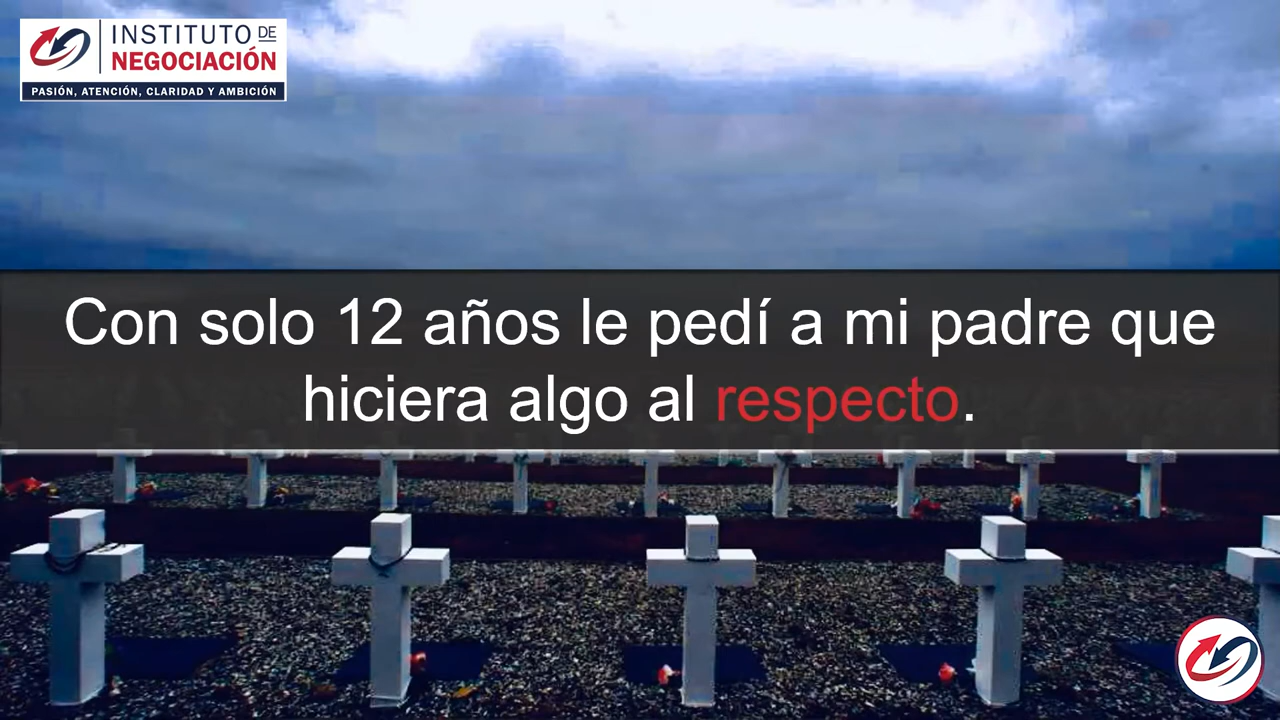 INSTITUTO DE
NEGOCIACIÓN
PASIÓN, ATENCIÓN, CLARIDAD Y AMBICIÓN
Con solo 12 años le pedí a mi padre que
hiciera algo al respecto.